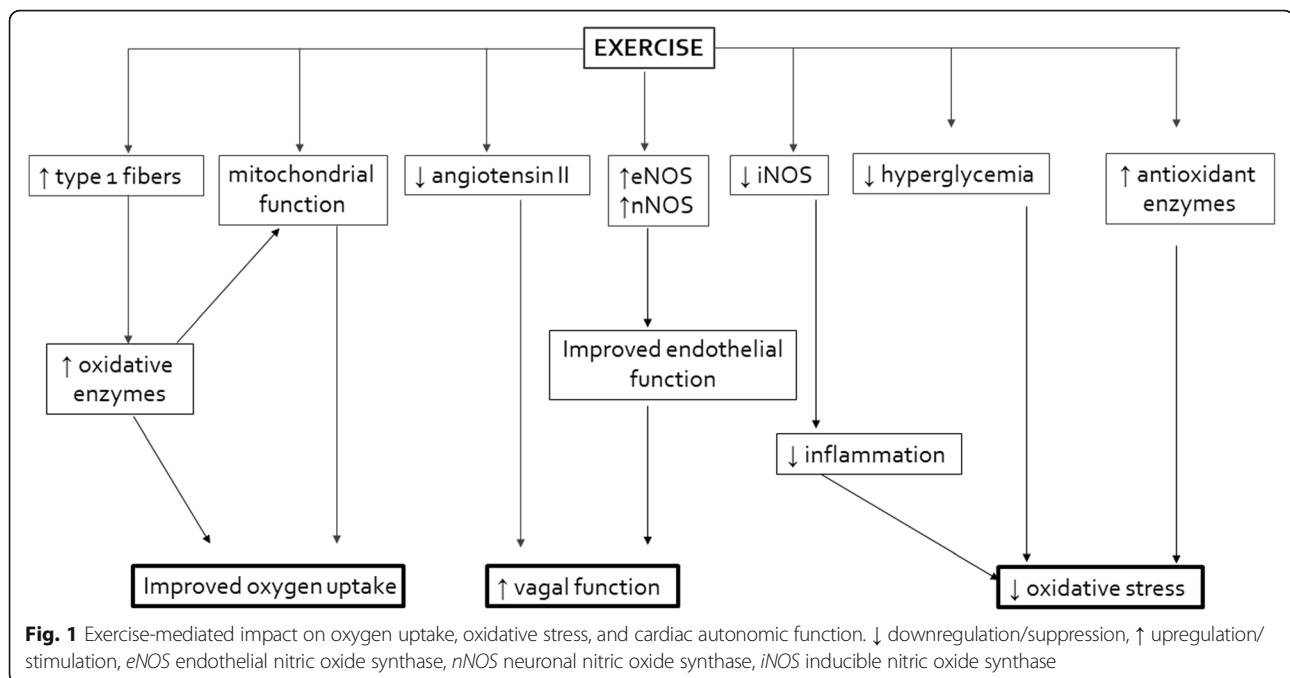 EXERCISE
↑ type 1 fibers
mitochondrial
function
↓ angiotensin II
↑eNOS
↑nNOS
↓ iNOS
↓ hyperglycemia
↑ antioxidant
enzymes
↑ oxidative
enzymes
Improved endothelial
function
↓ inflammation
Improved oxygen uptake
↑ vagal function
↓ oxidative stress
Fig. 1 Exercise-mediated impact on oxygen uptake, oxidative stress, and cardiac autonomic function. ↓ downregulation/suppression, ↑ upregulation/
stimulation, eNOS endothelial nitric oxide synthase, nNOS neuronal nitric oxide synthase, iNOS inducible nitric oxide synthase